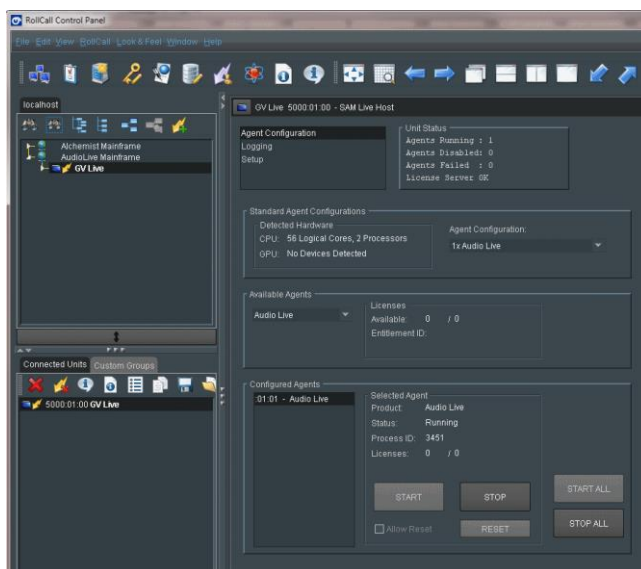 RollCall Control Panel
File Edit View RollCall Look & Feel Window Help
localhost
Alchemist Mainframe
AudioLive Mainframe
GV Live
Connected Units Custom Groups
5000:01:00 GV Live
GV Live 5000:01:00 - SAM Live Host
Agent Configuration
Logging
Setup
Unit Status
Agents Running : 1
Agents Disabled: 0
Agents Failed : 0
License Server OK
Standard Agent Configurations
Detected Hardware
CPU: 56 Logical Cores, 2 Processors
GPU: No Devices Detected
Agent Configuration:
1x Audio Live
Available Agents
Audio Live
Licenses
Available: 0 / 0
Entitlement ID:
Configured Agents
:01:01 - Audio Live
Selected Agent
Product: Audio Live
Status: Running
Process ID: 3451
Licenses: 0 / 0
START STOP
Allow Reset RESET
START ALL
STOP ALL